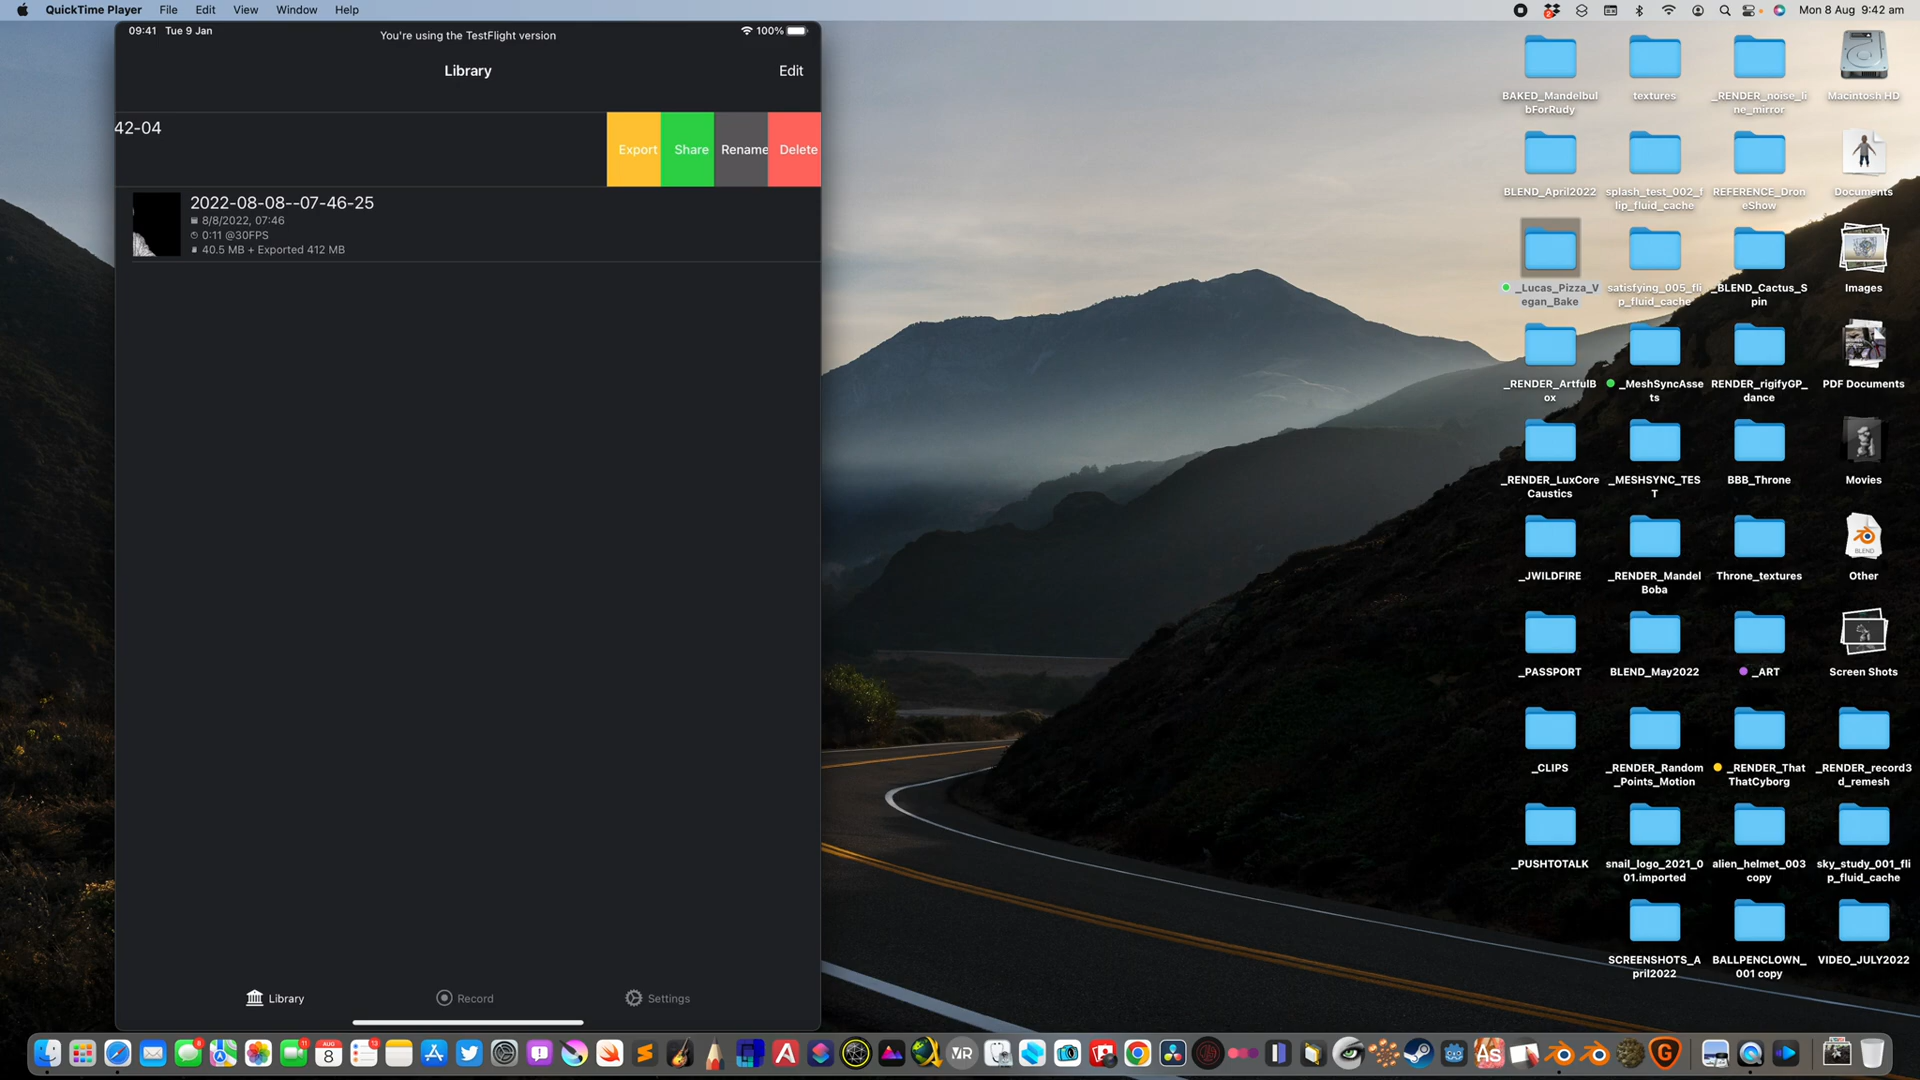 QuickTime Player File Edit View Window Help
Mon 8 Aug 9:42 am
09:41 Tue 9 Jan
You're using the TestFlight version
100%
Library
Edit
42-04
Export
Share
Rename
Delete
2022-08-08--07-46-25
8/8/2022, 07:46
0:11 @30FPS
40.5 MB + Exported 412 MB
Library
Record
Settings
BAKED_Mandelbul
bForRudy
textures
_RENDER_noise_li
ne_mirror
Macintosh HD
BLEND_April2022
splash_test_002_f
lip_fluid_cache
REFERENCE_Dron
eShow
Documents
_Lucas_Pizza_V
egan_Bake
satisfying_005_fli
p_fluid_cache
_BLEND_Cactus_S
pin
Images
_RENDER_ArtfulB
ox
_MeshSyncAsse
ts
RENDER_rigifyGP_
dance
PDF Documents
_RENDER_LuxCore
Caustics
_MESHSYNC_TES
T
BBB_Throne
Movies
_JWILDFIRE
_RENDER_Mandel
Boba
Throne_textures
BLEND
Other
_PASSPORT
BLEND_May2022
_ART
Screen Shots
_CLIPS
_RENDER_Random
_Points_Motion
_RENDER_That
ThatCyborg
_RENDER_record3
d_remesh
_PUSHTOTALK
snail_logo_2021_0
01.imported
alien_helmet_003
copy
sky_study_001_fli
p_fluid_cache
SCREENSHOTS_A
pril2022
BALLPENCLOWN_
001 copy
VIDEO_JULY2022
AUG
8
VR
As
G